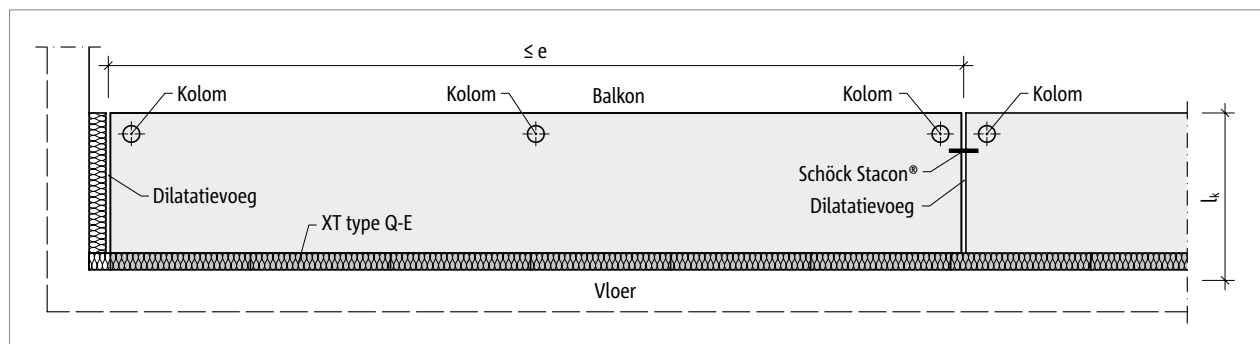 ≤ e
Kolom
Kolom
Balkon
Kolom
Kolom
Schöck Stacon®
Dilatatievoeg
Dilatatievoeg
XT type Q-E
lₖ
Vloer